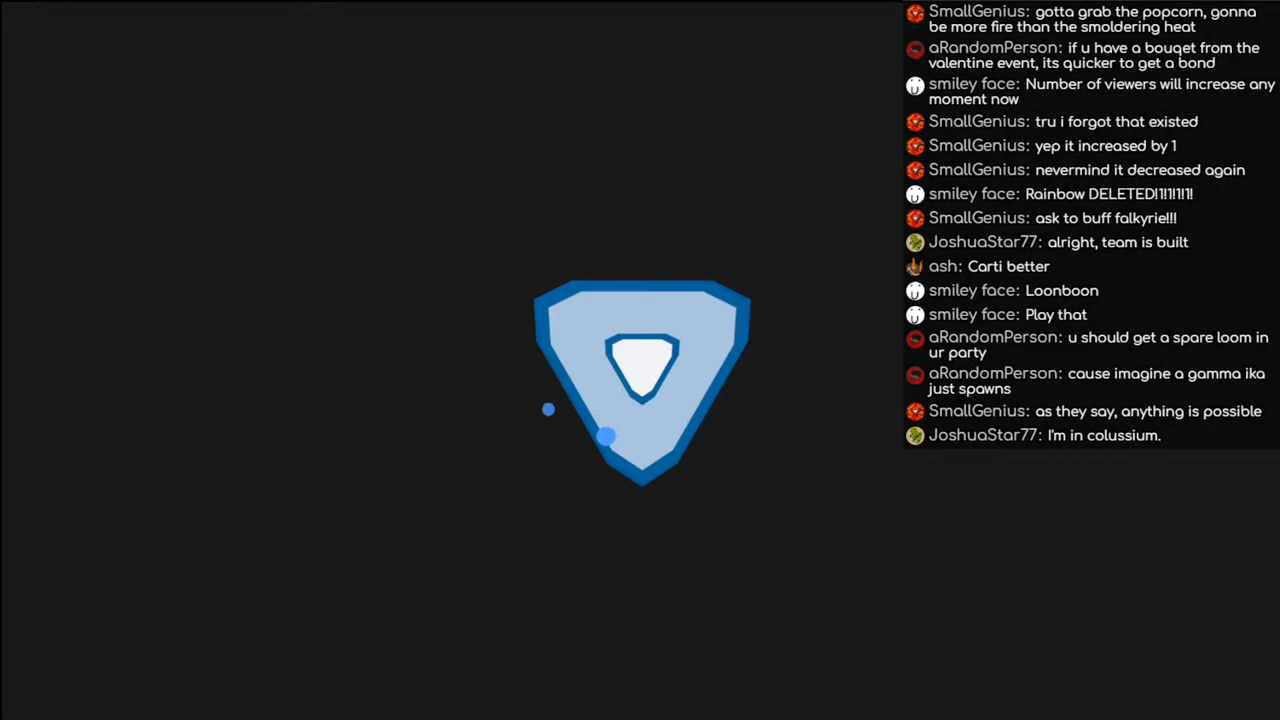 SmallGenius: gotta grab the popcorn, gonna
be more fire than the smoldering heat
aRandomPerson: if u have a bouqet from the
valentine event, its quicker to get a bond
smiley face: Number of viewers will increase any
moment now
SmallGenius: tru i forgot that existed
SmallGenius: yep it increased by 1
SmallGenius: nevermind it decreased again
smiley face: Rainbow DELETED!1!1!1!1!
SmallGenius: ask to buff falkyrie!!!
JoshuaStar77: alright, team is built
ash: Carti better
smiley face: Loonboon
smiley face: Play that
aRandomPerson: u should get a spare loom in
ur party
aRandomPerson: cause imagine a gamma ika
just spawns
SmallGenius: as they say, anything is possible
JoshuaStar77: I'm in colussium.